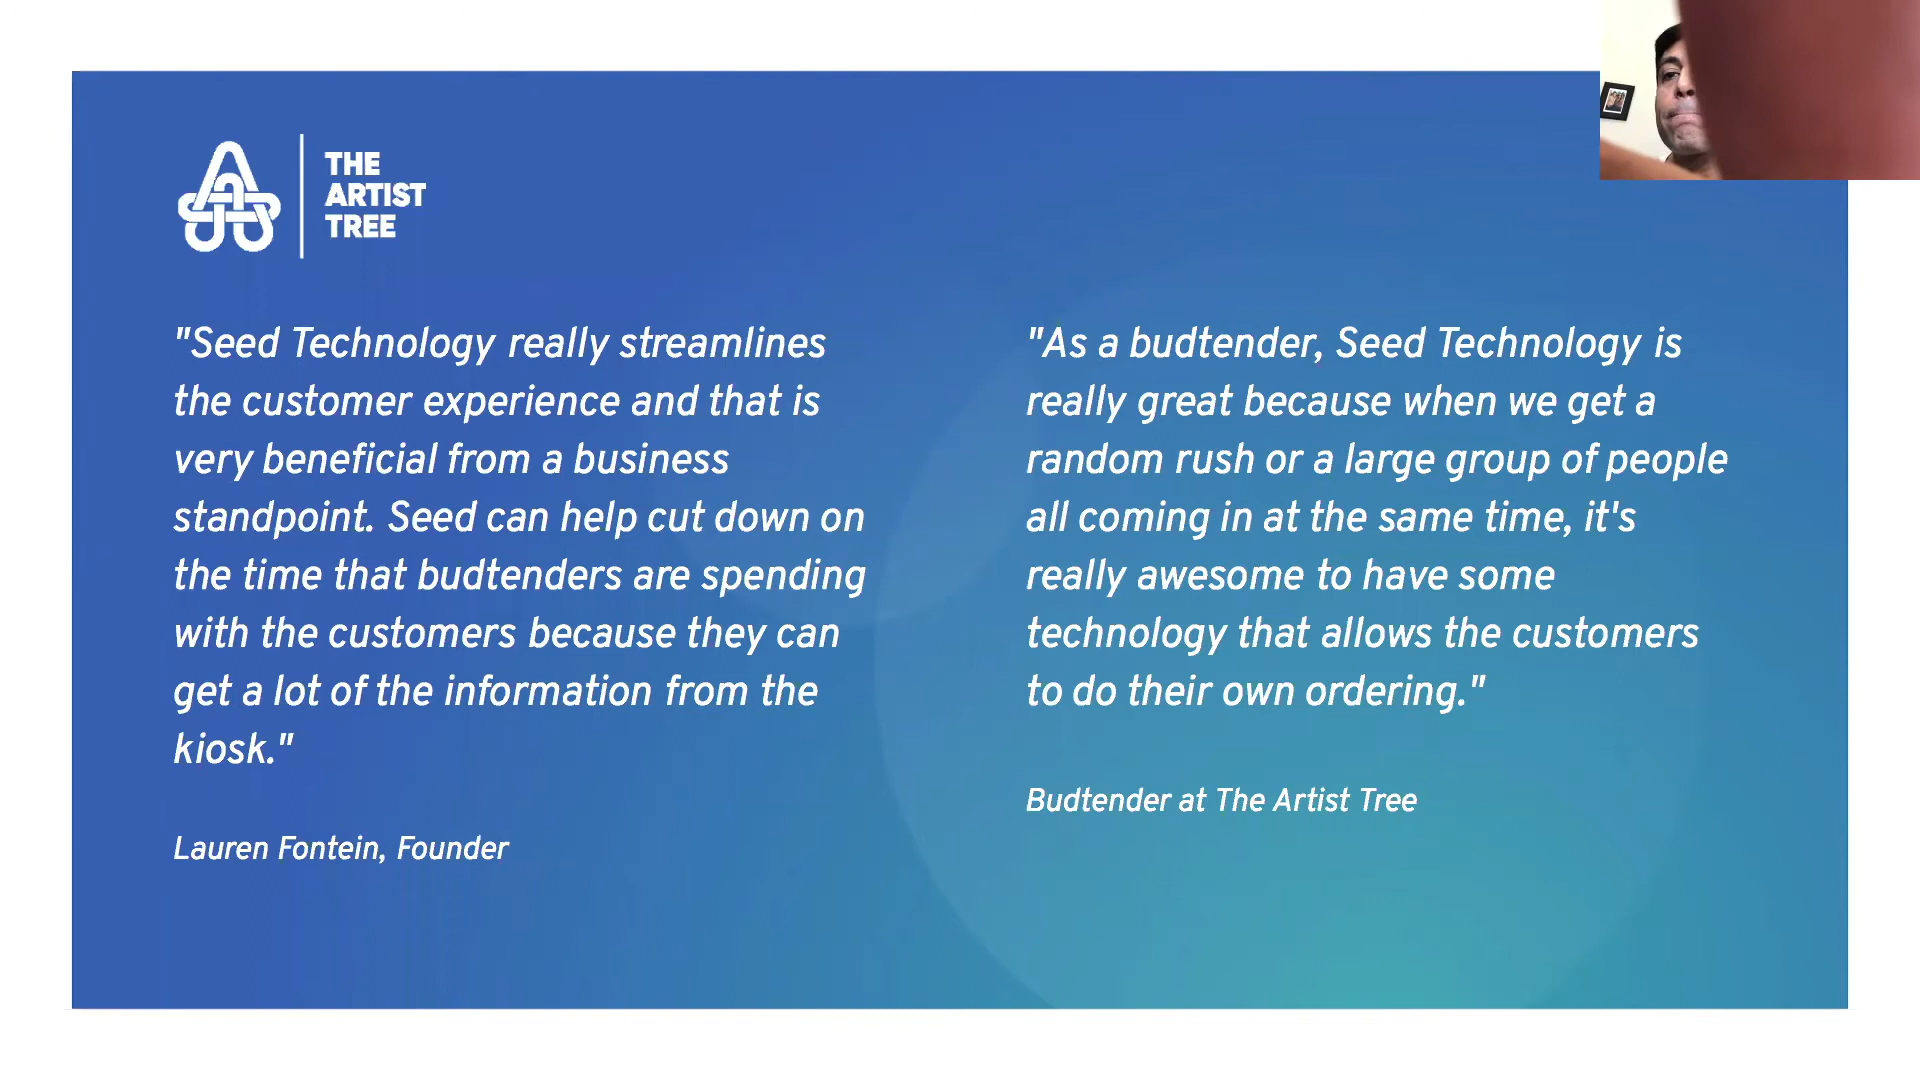 THE
ARTIST
TREE
"Seed Technology really streamlines
the customer experience and that is
very beneficial from a business
standpoint. Seed can help cut down on
the time that budtenders are spending
with the customers because they can
get a lot of the information from the
kiosk."
Lauren Fontein, Founder
"As a budtender, Seed Technology is
really great because when we get a
random rush or a large group of people
all coming in at the same time, it's
really awesome to have some
technology that allows the customers
to do their own ordering."
Budtender at The Artist Tree